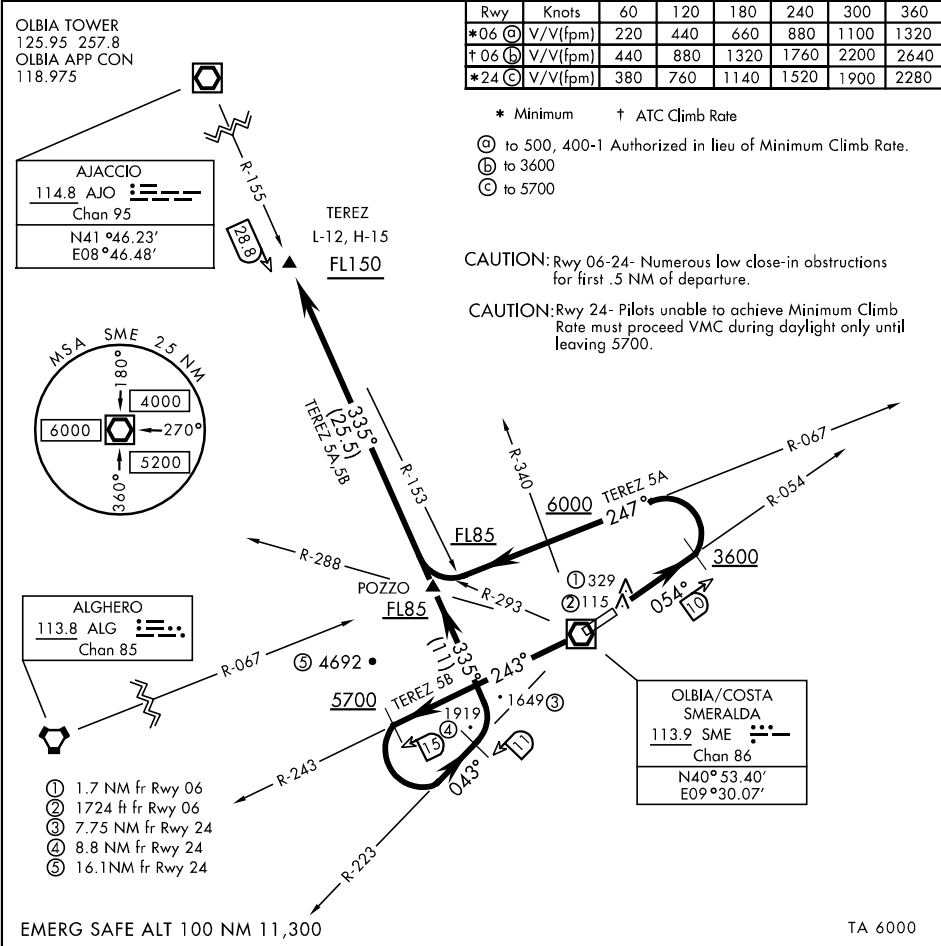 OLBIA TOWER
125.95 257.8
OLBIA APP CON
118.975
Rwy Knots 60 120 180 240 300 360
*06 ⓐ V/V(fpm) 220 440 660 880 1100 1320
† 06 ⓑ V/V(fpm) 440 880 1320 1760 2200 2640
*24 ⓒ V/V(fpm) 380 760 1140 1520 1900 2280
* Minimum † ATC Climb Rate
ⓐ to 500, 400-1 Authorized in lieu of Minimum Climb Rate.
ⓑ to 3600
ⓒ to 5700
CAUTION: Rwy 06-24- Numerous low close-in obstructions
for first .5 NM of departure.
CAUTION: Rwy 24- Pilots unable to achieve Minimum Climb
Rate must proceed VMC during daylight only until
leaving 5700.
AJACCIO
114.8 AJO
Chan 95
N41°46.23'
E08°46.48'
R-155
28.8
TEREZ
L-12, H-15
FL150
MSA SME 25 NM
180°
4000
6000
270°
5200
360°
335°
(25.5)
TEREZ 5A,5B
R-153
R-340
R-067
R-054
6000
TEREZ 5A
247°
FL85
3600
R-288
POZZO
FL85
R-293
① 329
② 115
054°
10
ALGHERO
113.8 ALG
Chan 85
R-067
⑤ 4692
335°
(11)
5700
TEREZ 5B
243°
1649 ③
1919
④
15
11
043°
R-243
R-223
OLBIA/COSTA
SMERALDA
113.9 SME
Chan 86
N40°53.40'
E09°30.07'
① 1.7 NM fr Rwy 06
② 1724 ft fr Rwy 06
③ 7.75 NM fr Rwy 24
④ 8.8 NM fr Rwy 24
⑤ 16.1NM fr Rwy 24
EMERG SAFE ALT 100 NM 11,300
TA 6000